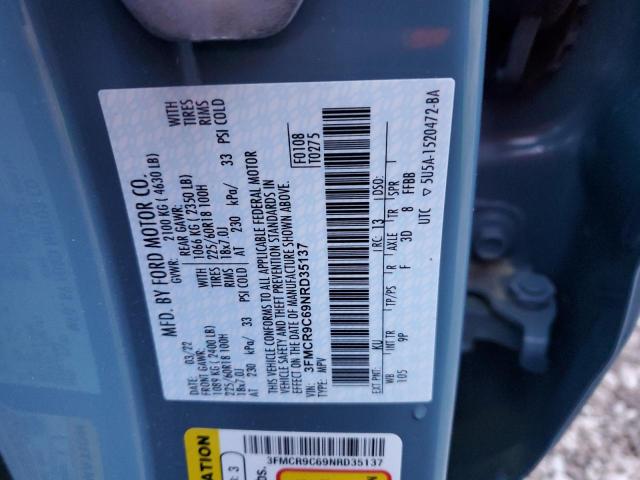 MFD. BY FORD MOTOR CO.
DATE: 03/22
GVWR: 2100 KG ( 4630 LB)
FRONT GAWR: 1089 KG ( 2400 LB)
REAR GAWR: 1066 KG ( 2350 LB)
WITH TIRES RIMS
225/60R18 100H
18x7.0J
AT 230 kPa/ 33 PSI COLD
WITH TIRES RIMS
225/60R18 100H
18x7.0J
AT 230 kPa/ 33 PSI COLD
THIS VEHICLE CONFORMS TO ALL APPLICABLE FEDERAL MOTOR
VEHICLE SAFETY AND THEFT PREVENTION STANDARDS IN
EFFECT ON THE DATE OF MANUFACTURE SHOWN ABOVE.
VIN: 3FMCR9C69NRD35137
TYPE: MPV
F0108
T0275
EXT PNT: KU RC: 13 DSO:
WB INT TR TP/PS R AXLE TR SPR
105 9P F 3D 8 FFBB
UTC ▽ 5U5A-1520472-BA
3FMCR9C69NRD35137
: 3